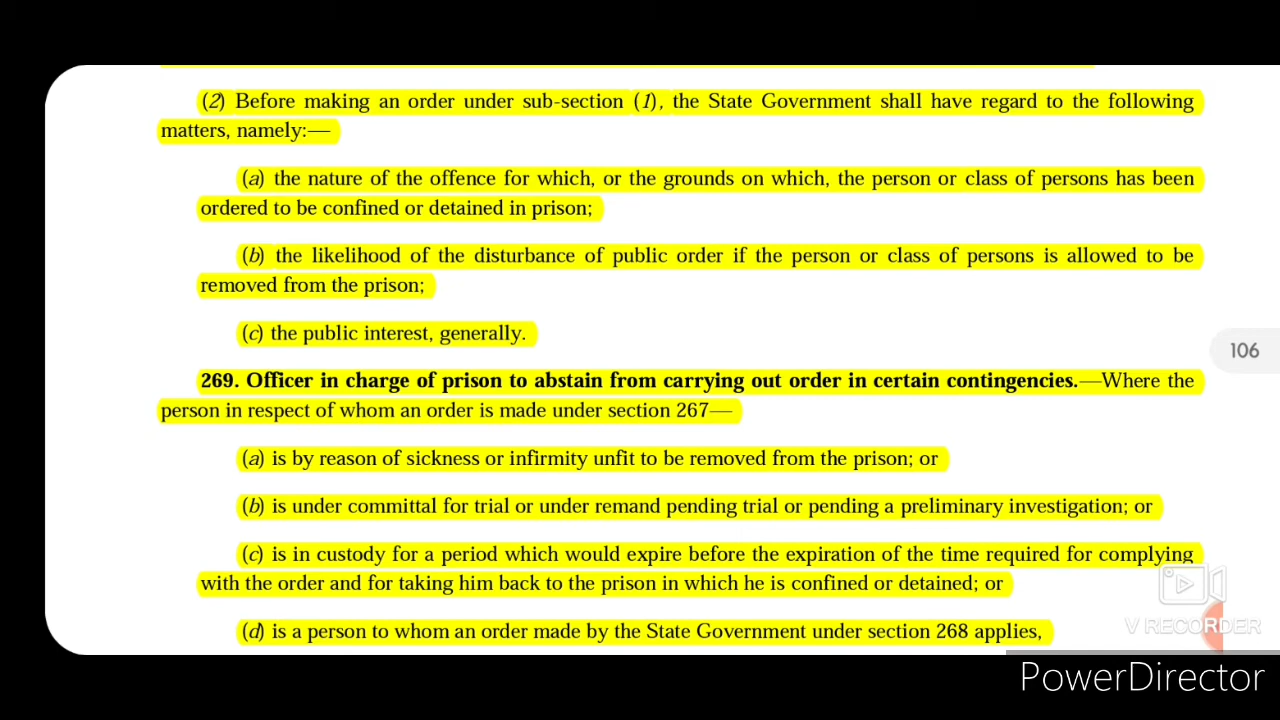 (2) Before making an order under sub-section (1), the State Government shall have regard to the following
matters, namely:—
(a) the nature of the offence for which, or the grounds on which, the person or class of persons has been
ordered to be confined or detained in prison;
(b) the likelihood of the disturbance of public order if the person or class of persons is allowed to be
removed from the prison;
(c) the public interest, generally.
106
269. Officer in charge of prison to abstain from carrying out order in certain contingencies.—Where the
person in respect of whom an order is made under section 267—
(a) is by reason of sickness or infirmity unfit to be removed from the prison; or
(b) is under committal for trial or under remand pending trial or pending a preliminary investigation; or
(c) is in custody for a period which would expire before the expiration of the time required for complying
with the order and for taking him back to the prison in which he is confined or detained; or
(d) is a person to whom an order made by the State Government under section 268 applies,
V RECORDER
PowerDirector